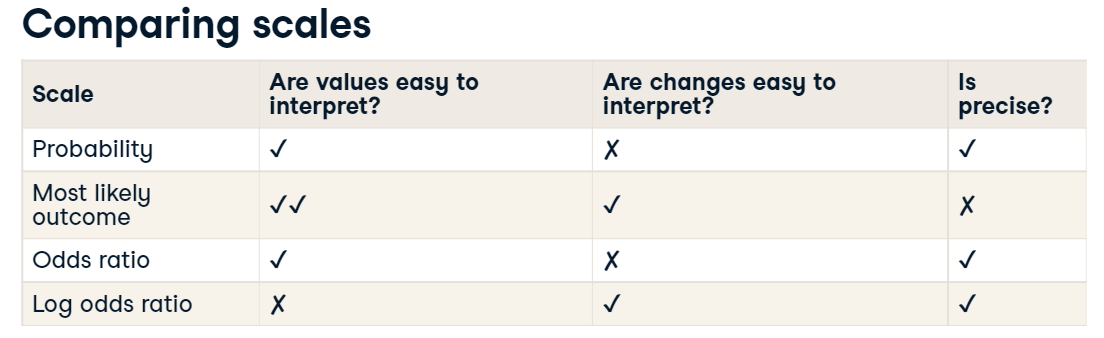 Comparing scales
Scale
Are values easy to
interpret?
Are changes easy to
interpret?
Is
precise?
Probability ✓ ✗ ✓
Most likely
outcome
✓✓ ✓ ✗
Odds ratio ✓ ✗ ✓
Log odds ratio ✗ ✓ ✓